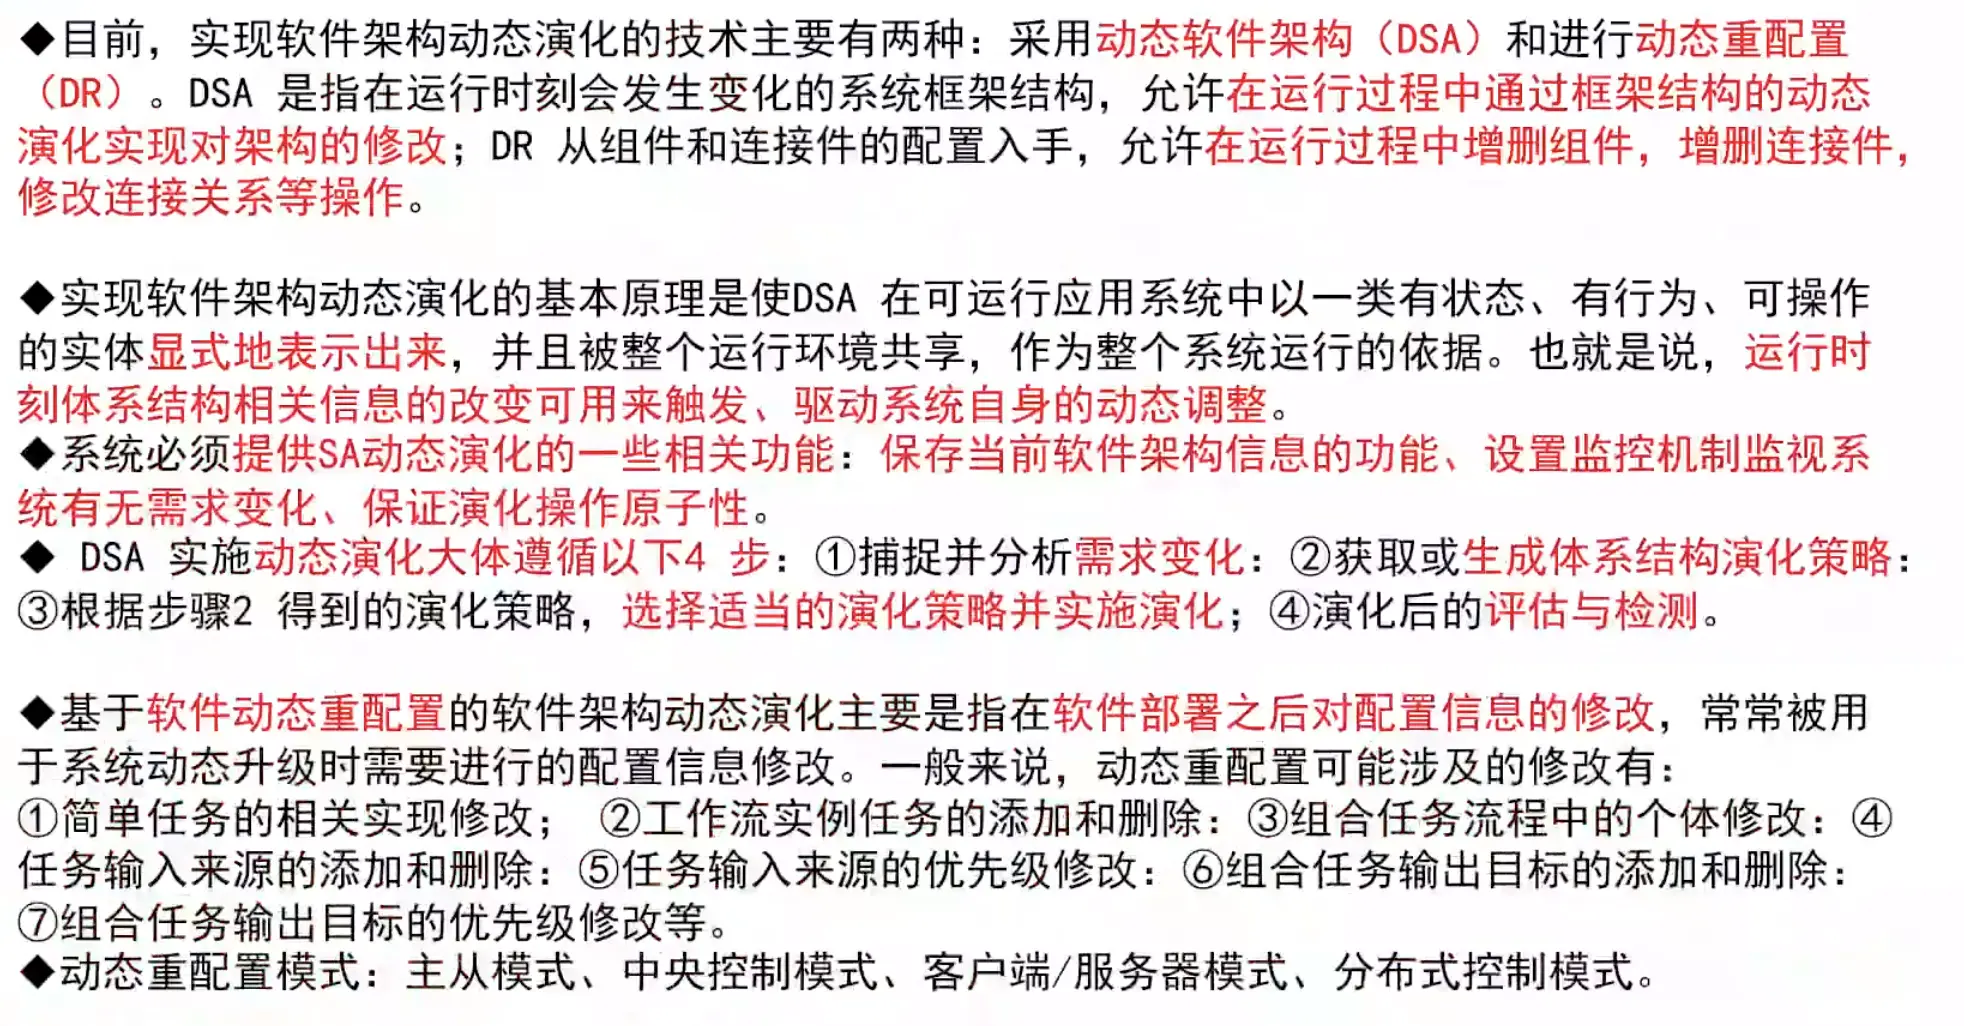 ◆目前，实现软件架构动态演化的技术主要有两种：采用动态软件架构（DSA）和进行动态重配置
（DR）。DSA 是指在运行时刻会发生变化的系统框架结构，允许在运行过程中通过框架结构的动态
演化实现对架构的修改；DR 从组件和连接件的配置入手，允许在运行过程中增删组件，增删连接件，
修改连接关系等操作。
◆实现软件架构动态演化的基本原理是使DSA 在可运行应用系统中以一类有状态、有行为、可操作
的实体显式地表示出来，并且被整个运行环境共享，作为整个系统运行的依据。也就是说，运行时
刻体系结构相关信息的改变可用来触发、驱动系统自身的动态调整。
◆系统必须提供SA动态演化的一些相关功能：保存当前软件架构信息的功能、设置监控机制监视系
统有无需求变化、保证演化操作原子性。
◆ DSA 实施动态演化大体遵循以下4 步：①捕捉并分析需求变化：②获取或生成体系结构演化策略：
③根据步骤2 得到的演化策略，选择适当的演化策略并实施演化；④演化后的评估与检测。
◆基于软件动态重配置的软件架构动态演化主要是指在软件部署之后对配置信息的修改，常常被用
于系统动态升级时需要进行的配置信息修改。一般来说，动态重配置可能涉及的修改有：
①简单任务的相关实现修改； ②工作流实例任务的添加和删除：③组合任务流程中的个体修改：④
任务输入来源的添加和删除：⑤任务输入来源的优先级修改：⑥组合任务输出目标的添加和删除：
⑦组合任务输出目标的优先级修改等。
◆动态重配置模式：主从模式、中央控制模式、客户端/服务器模式、分布式控制模式。